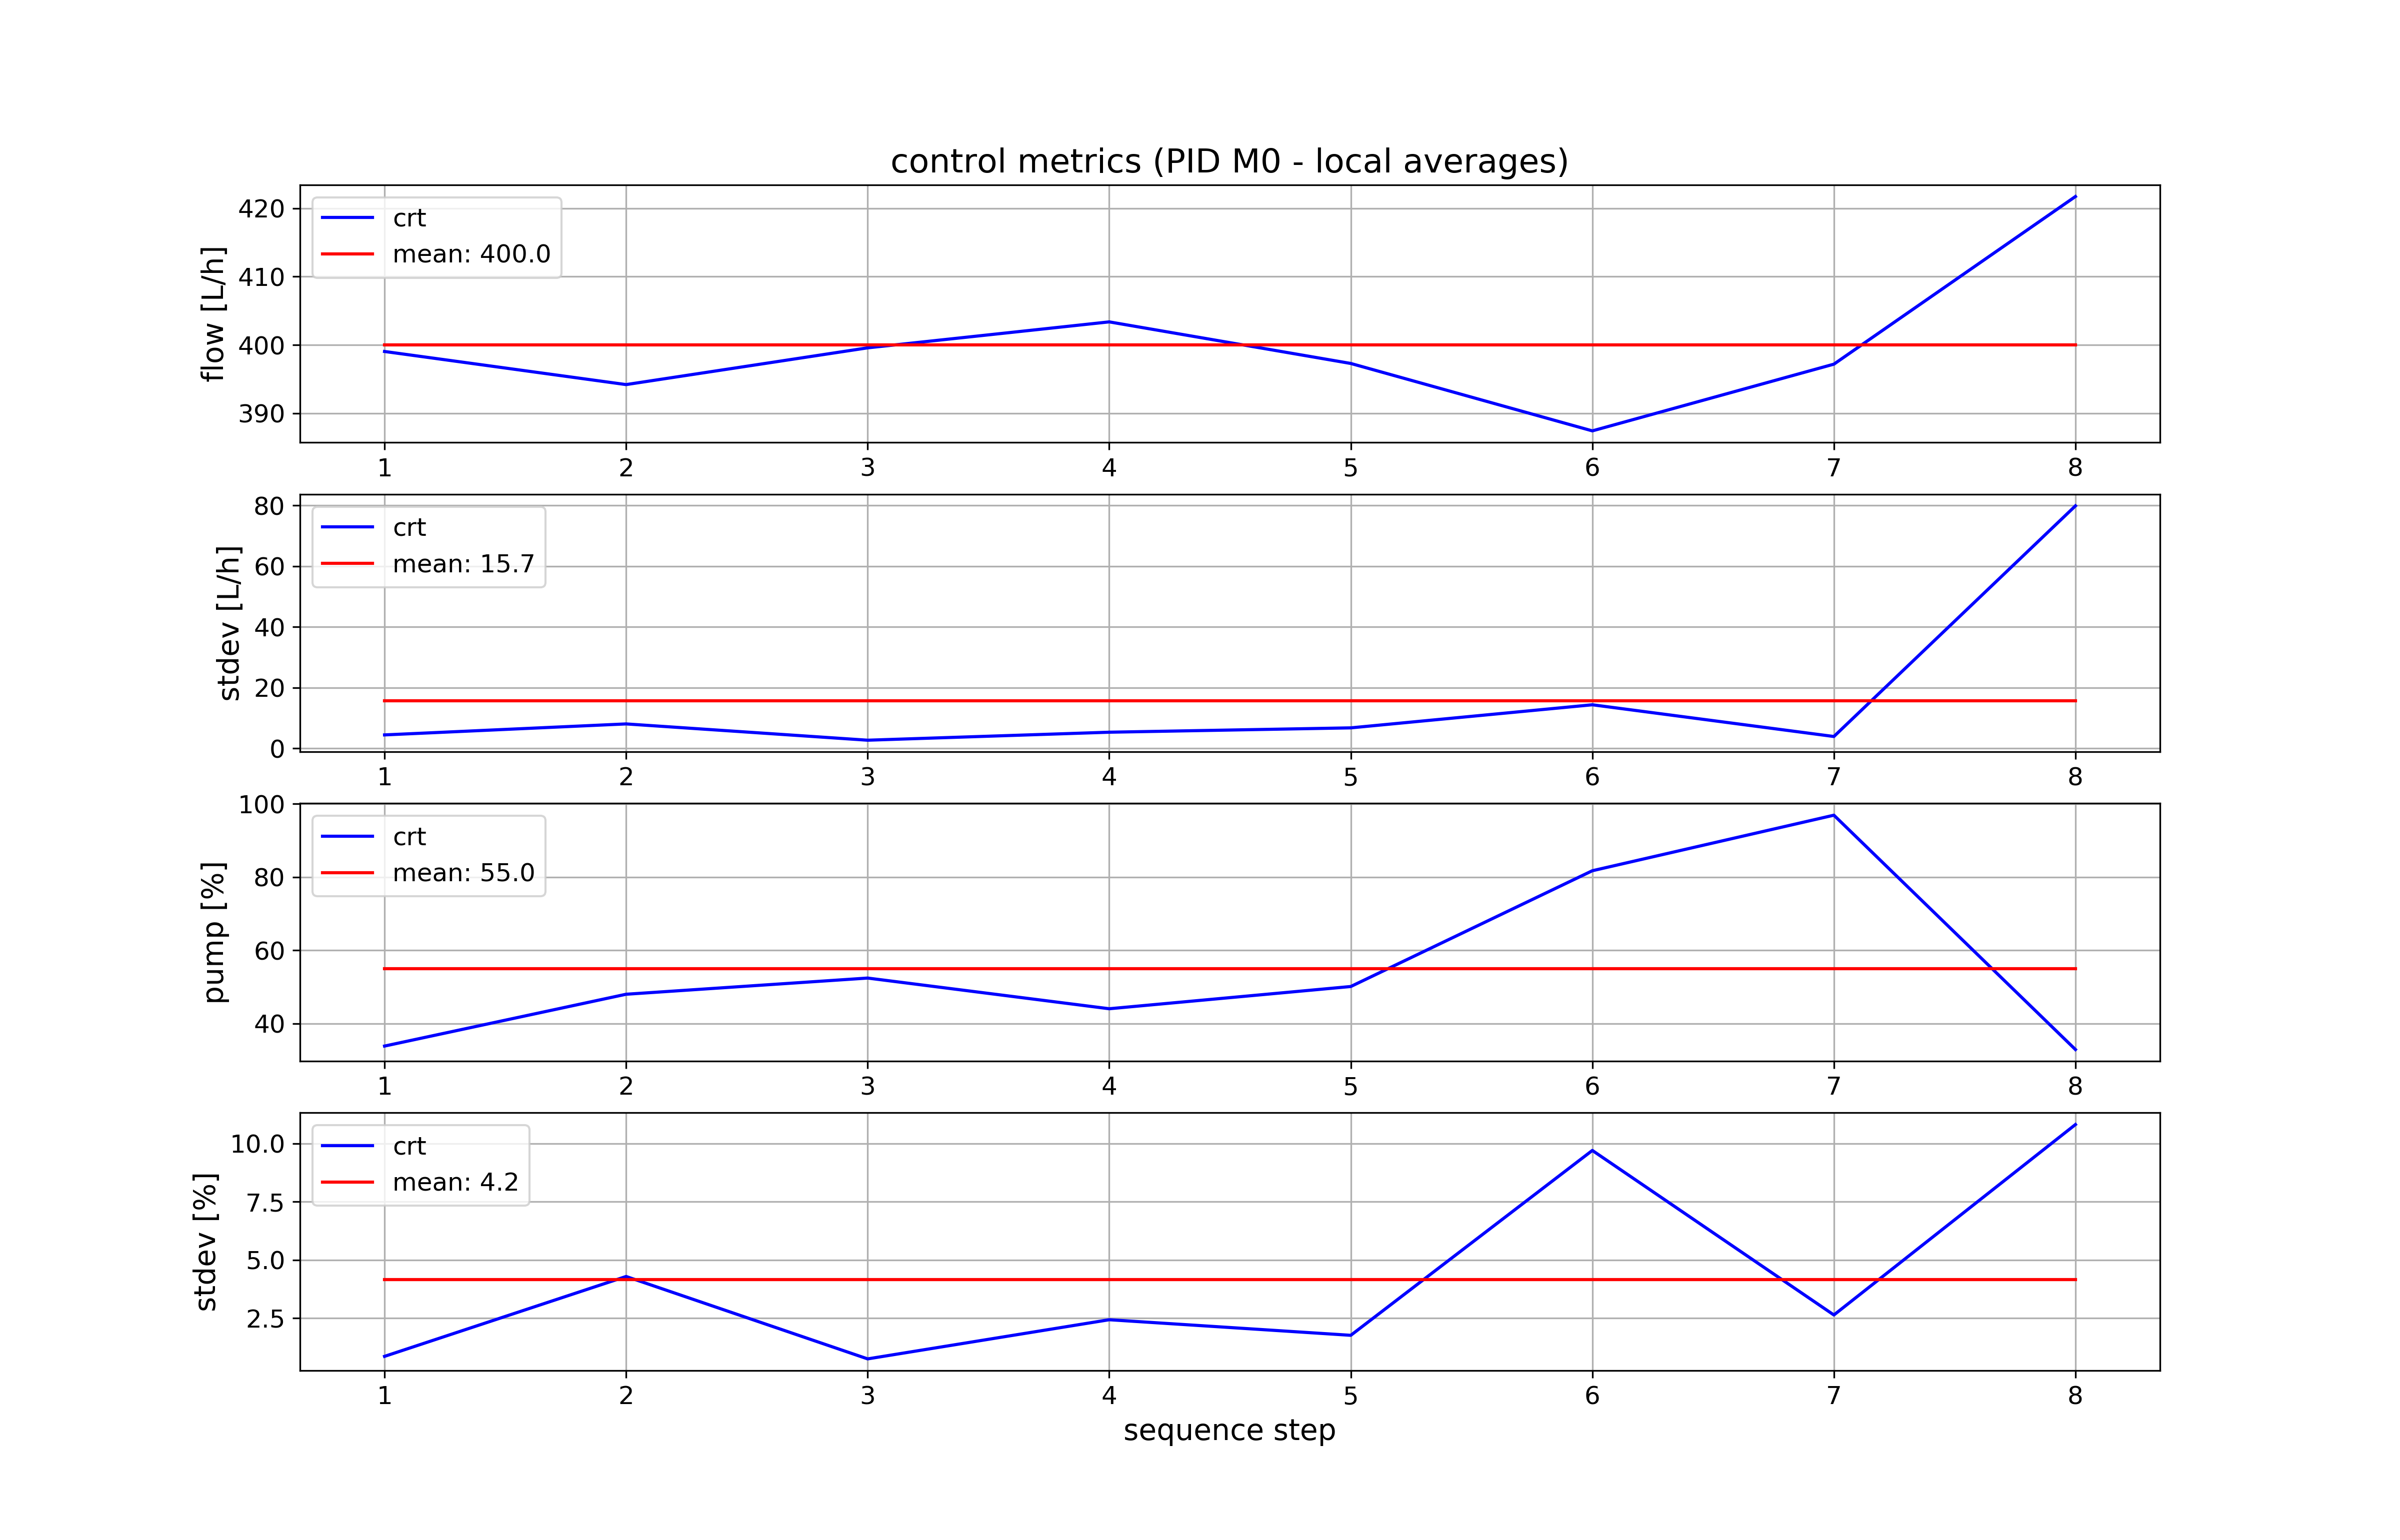 control metrics (PID M0 - local averages)
flow [L/h]
420
410
400
390
crt
mean: 400.0
1 2 3 4 5 6 7 8
stdev [L/h]
80
60
40
20
0
crt
mean: 15.7
1 2 3 4 5 6 7 8
pump [%]
100
80
60
40
crt
mean: 55.0
1 2 3 4 5 6 7 8
stdev [%]
10.0
7.5
5.0
2.5
crt
mean: 4.2
1 2 3 4 5 6 7 8
sequence step